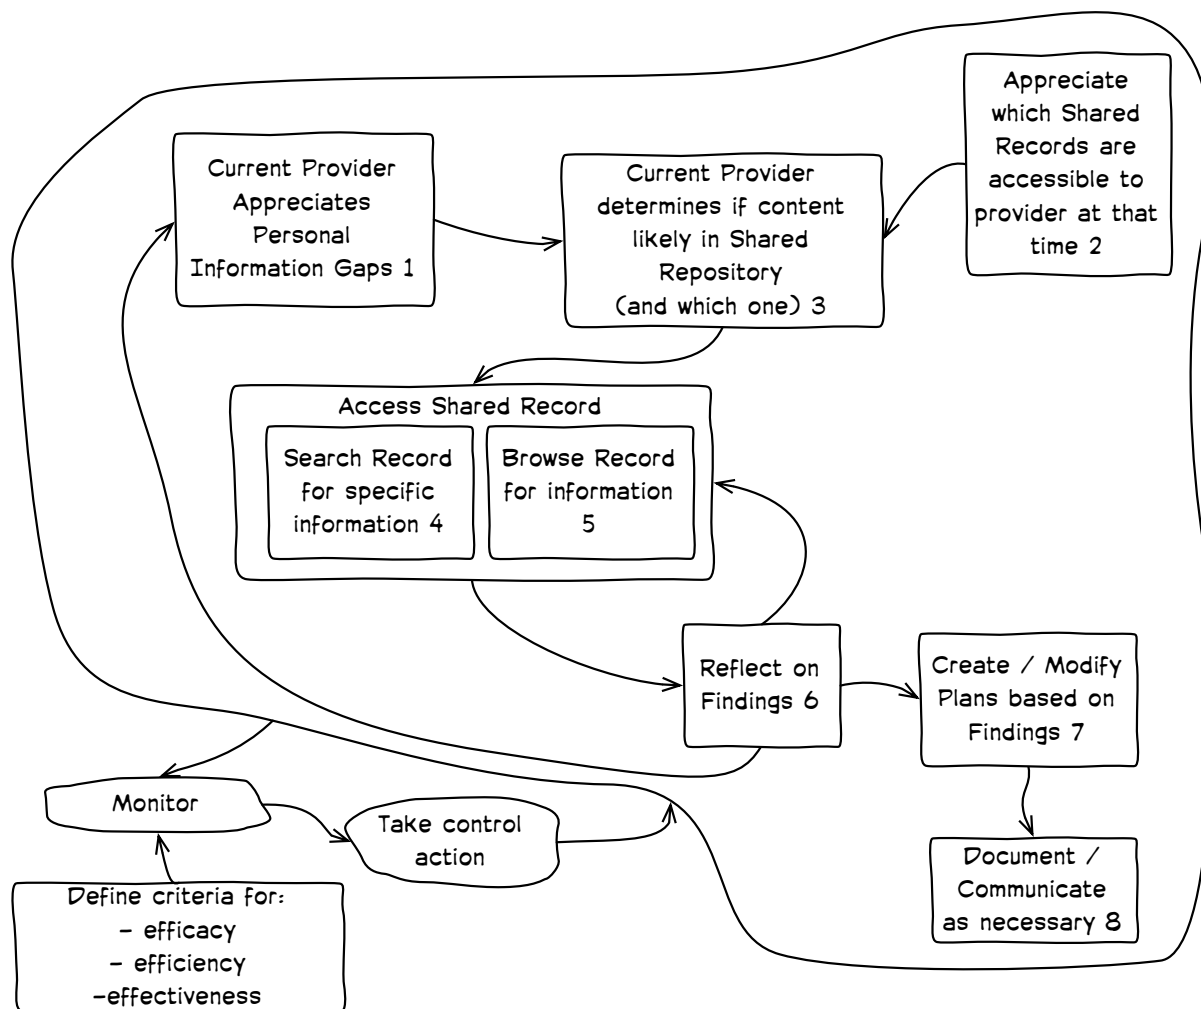 Appreciate
which Shared
Records are
accessible to
provider at that
time 2
Current Provider
Appreciates
Personal
Information Gaps 1
Current Provider
determines if content
likely in Shared
Repository
(and which one) 3
Access Shared Record
Search Record
for specific
information 4
Browse Record
for information
5
Reflect on
Findings 6
Create / Modify
Plans based on
Findings 7
Document /
Communicate
as necessary 8
Monitor
Take control
action
Define criteria for:
- efficacy
- efficiency
-effectiveness